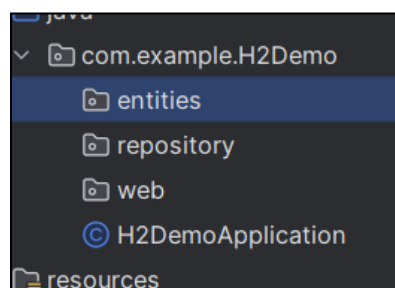 java
com.example.H2Demo
entities
repository
web
H2DemoApplication
resources